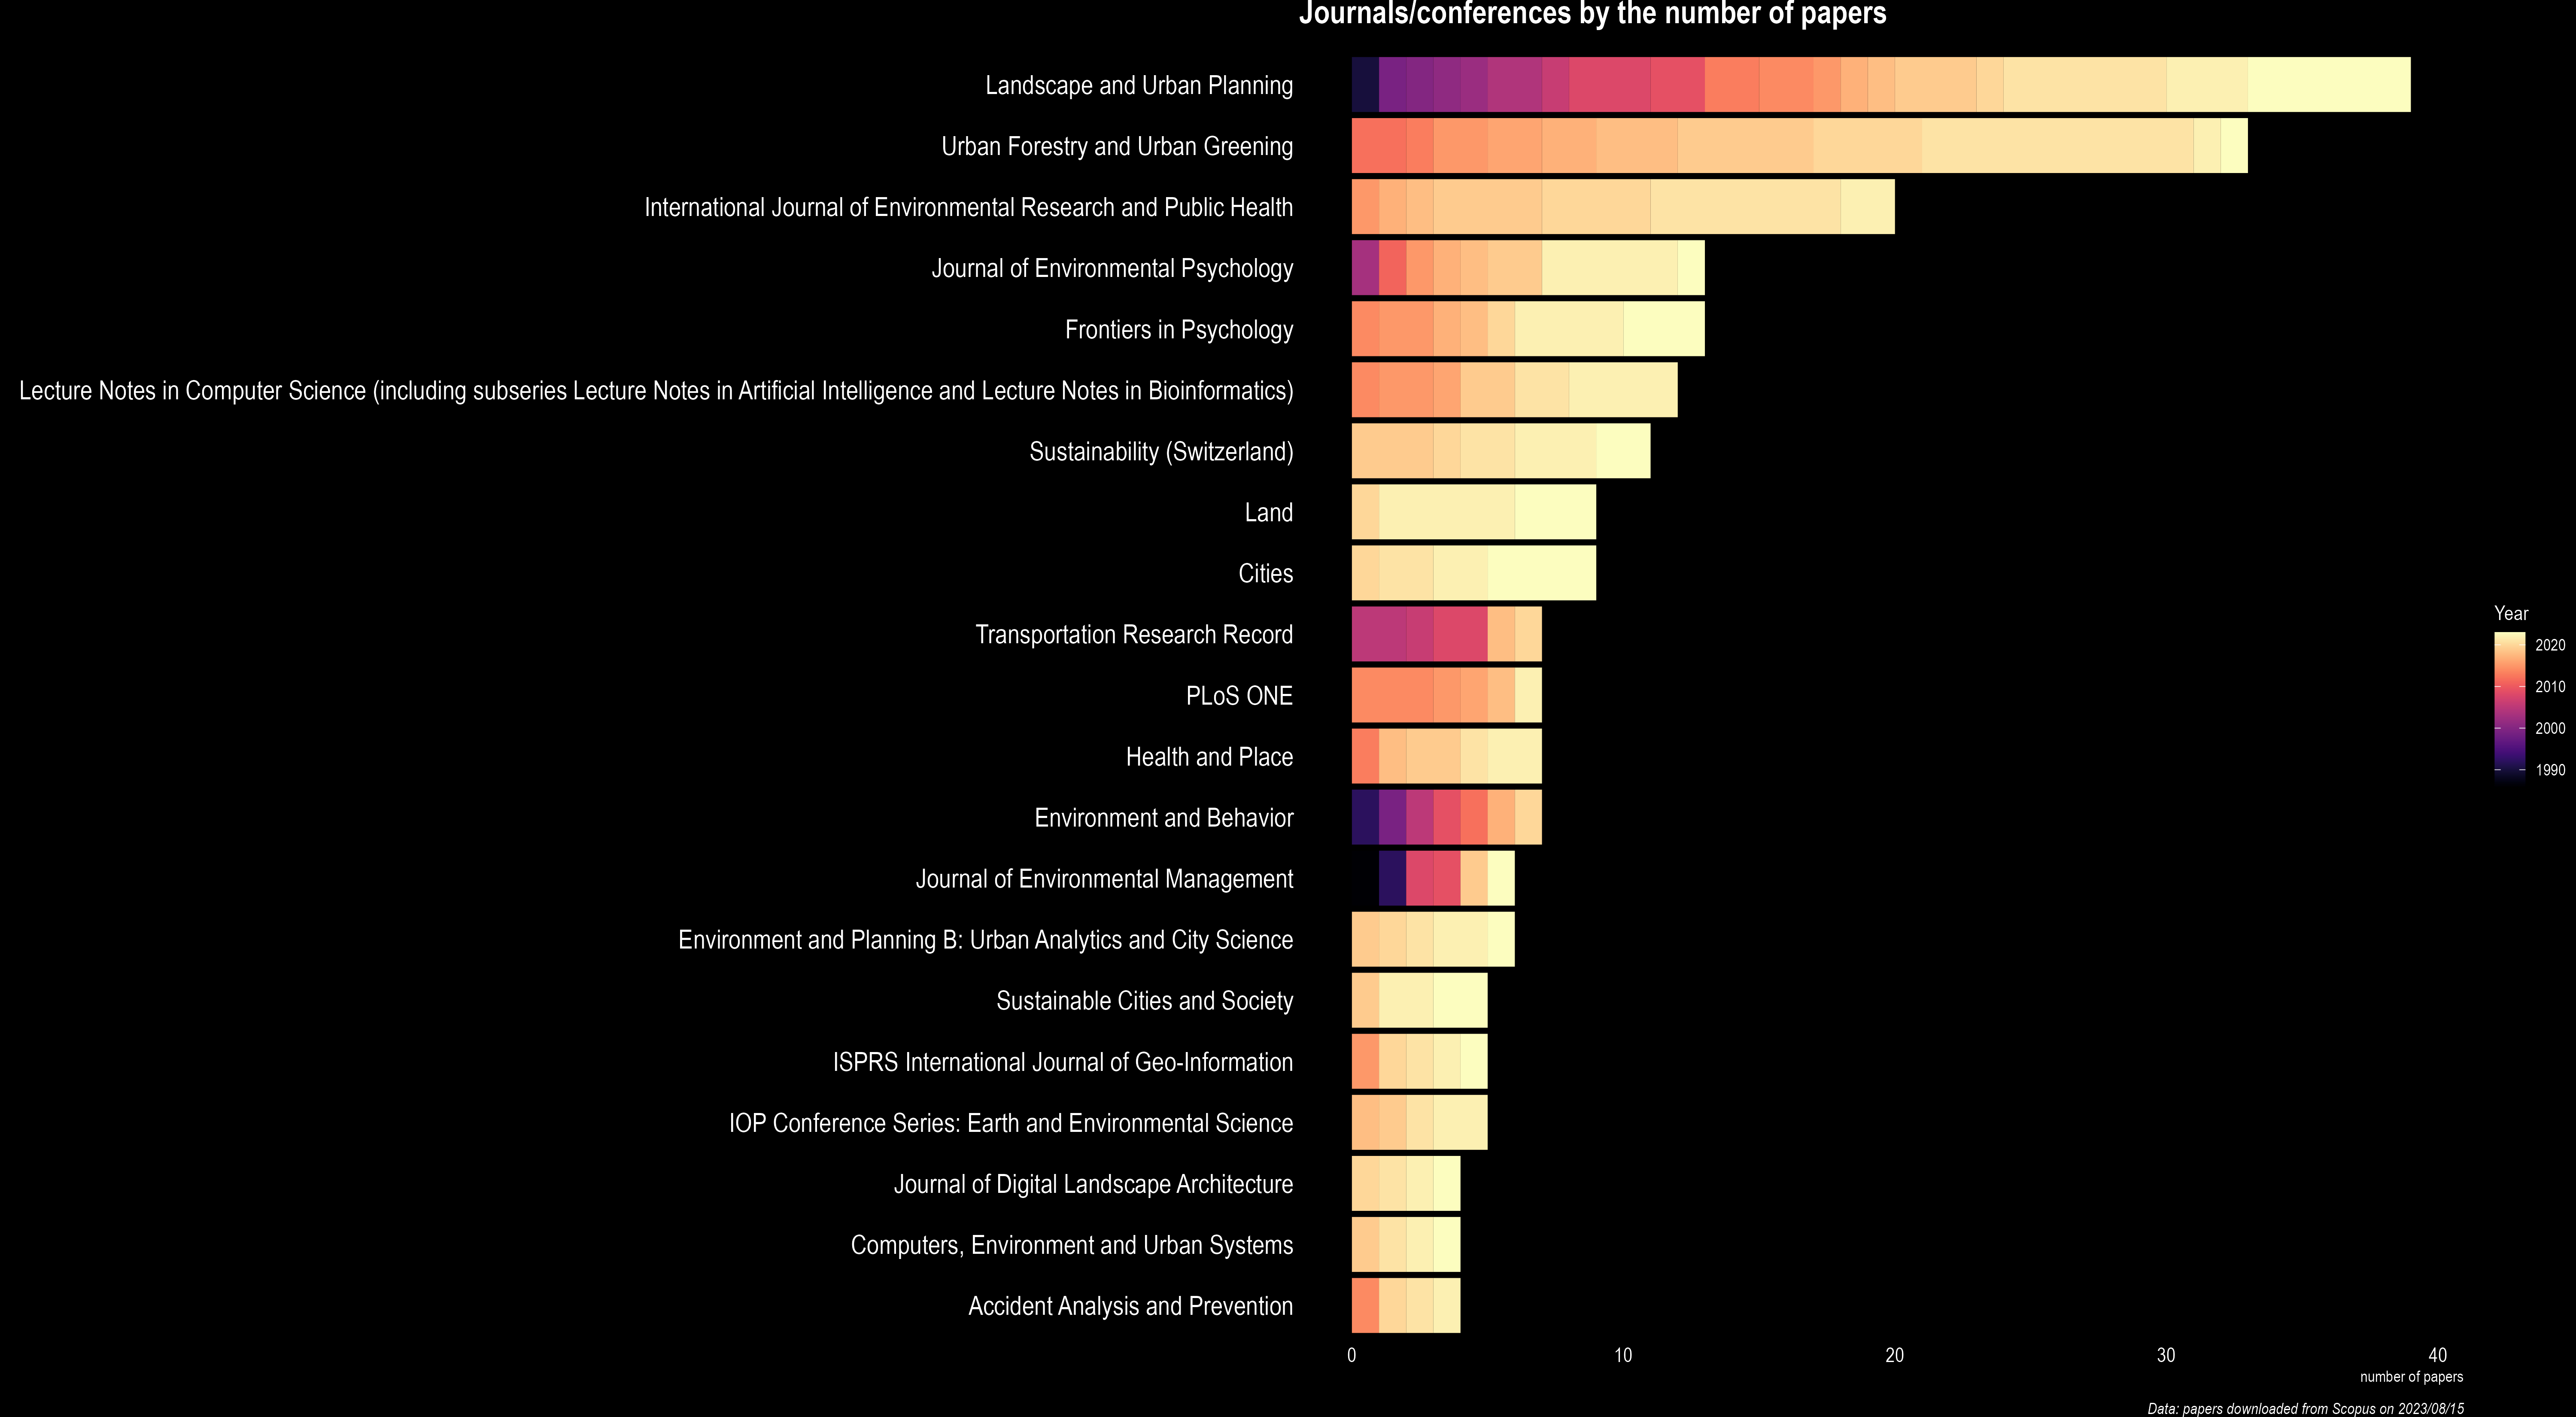 Journals/conferences by the number of papers
Landscape and Urban Planning
Urban Forestry and Urban Greening
International Journal of Environmental Research and Public Health
Journal of Environmental Psychology
Frontiers in Psychology
Lecture Notes in Computer Science (including subseries Lecture Notes in Artificial Intelligence and Lecture Notes in Bioinformatics)
Sustainability (Switzerland)
Land
Cities
Transportation Research Record
PLoS ONE
Health and Place
Environment and Behavior
Journal of Environmental Management
Environment and Planning B: Urban Analytics and City Science
Sustainable Cities and Society
ISPRS International Journal of Geo-Information
IOP Conference Series: Earth and Environmental Science
Journal of Digital Landscape Architecture
Computers, Environment and Urban Systems
Accident Analysis and Prevention
0 10 20 30 40
number of papers
Year
2020
2010
2000
1990
Data: papers downloaded from Scopus on 2023/08/15